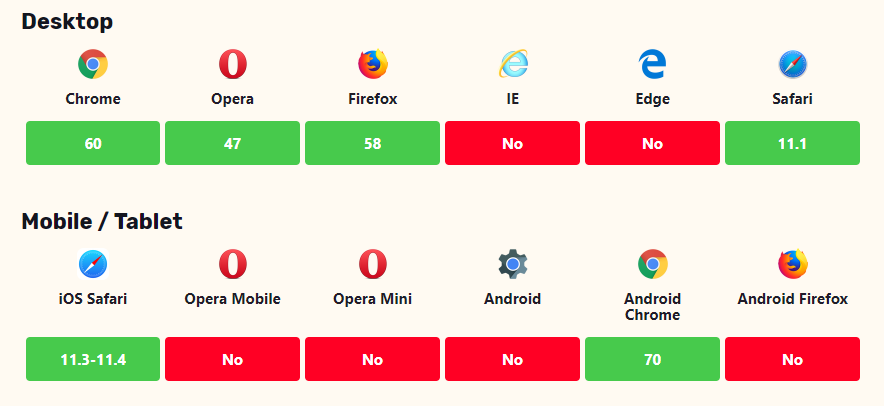 Desktop
Chrome Opera Firefox IE Edge Safari
60 47 58 No No 11.1
Mobile / Tablet
iOS Safari Opera Mobile Opera Mini Android Android Chrome Android Firefox
11.3-11.4 No No No 70 No